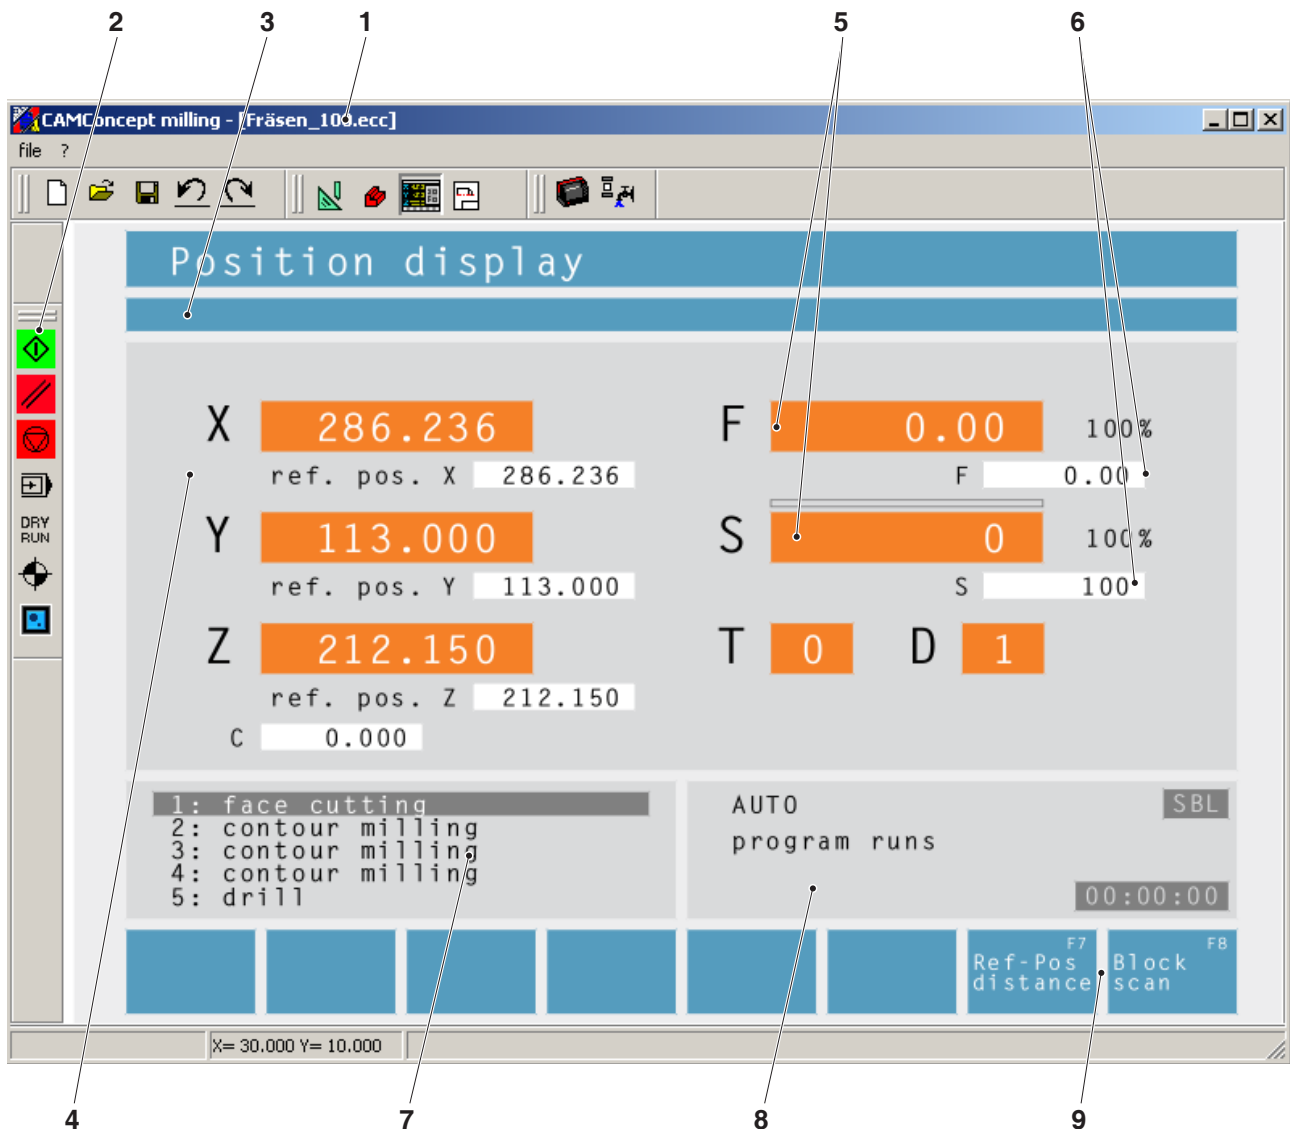 2 3 1 5 6
CAMConcept milling - [Fräsen_100.ecc]
file ?
Position display
X 286.236 F 0.00 100%
ref. pos. X 286.236 F 0.00
Y 113.000 S 0 100%
ref. pos. Y 113.000 S 100
Z 212.150 T 0 D 1
ref. pos. Z 212.150
C 0.000
DRY
RUN
1: face cutting
2: contour milling
3: contour milling
4: contour milling
5: drill
AUTO SBL
program runs
00:00:00
F7
Ref-Pos
distance
F8
Block
scan
X= 30.000 Y= 10.000
4 7 8 9